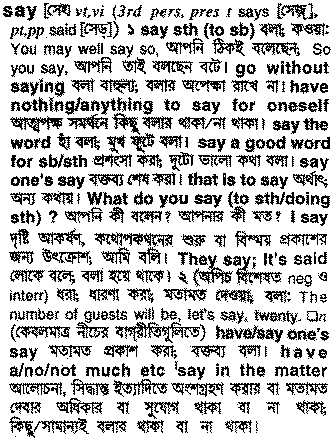 say [সেই] vt,vi (3rd pers, pres t says [সেজ়],
pt,pp said [সেড্]) ১ say sth (to sb) বলা; কওয়া:
You may well say so, আপনি ঠিকই বলেছেন; So
you say, আপনি তাই বলছেন বটে। go without
saying বলা বাহুল্য; বলার অপেক্ষা রাখে না। have
nothing/anything to say for oneself
আত্মপক্ষ সমর্থনে কিছু বলার থাকা/না থাকা। say the
word হাঁ বলা; মুখ ফুটে বলা। say a good word
for sb/sth প্রশংসা করা; দুটো ভালো কথা বলা। say
one's say বক্তব্য শেষ করা। that is to say অর্থাৎ;
অন্য কথায়। What do you say (to sth/doing
sth) ? আপনি কী বলেন? আপনার কী মত? I say
দৃষ্টি আকর্ষণ, কথোপকথনের শুরু বা বিস্ময় প্রকাশের
জন্য উৎক্রোশ; আমি বলি। They say; It's said
লোকে বলে; বলা হয়ে থাকে। ২ (অপিচ বিশেষত neg ও
interr) ধরা; ধারণা করা; মতামত দেওয়া; বলা: The
number of guests will be, let's say, twenty. □n
(কেবলমাত্র নীচের বাগ্‌রীতিগুলিতে) have/say one's
say মতামত প্রকাশ করা; বক্তব্য বলা। have
a/no/not much etc say in the matter
আলোচনা, সিদ্ধান্ত ইত্যাদিতে অংশগ্রহণ করার বা মতামত
দেবার অধিকার বা সুযোগ থাকা বা না থাকা;
কিছু/সামান্যই বলার থাকা বা না থাকা।